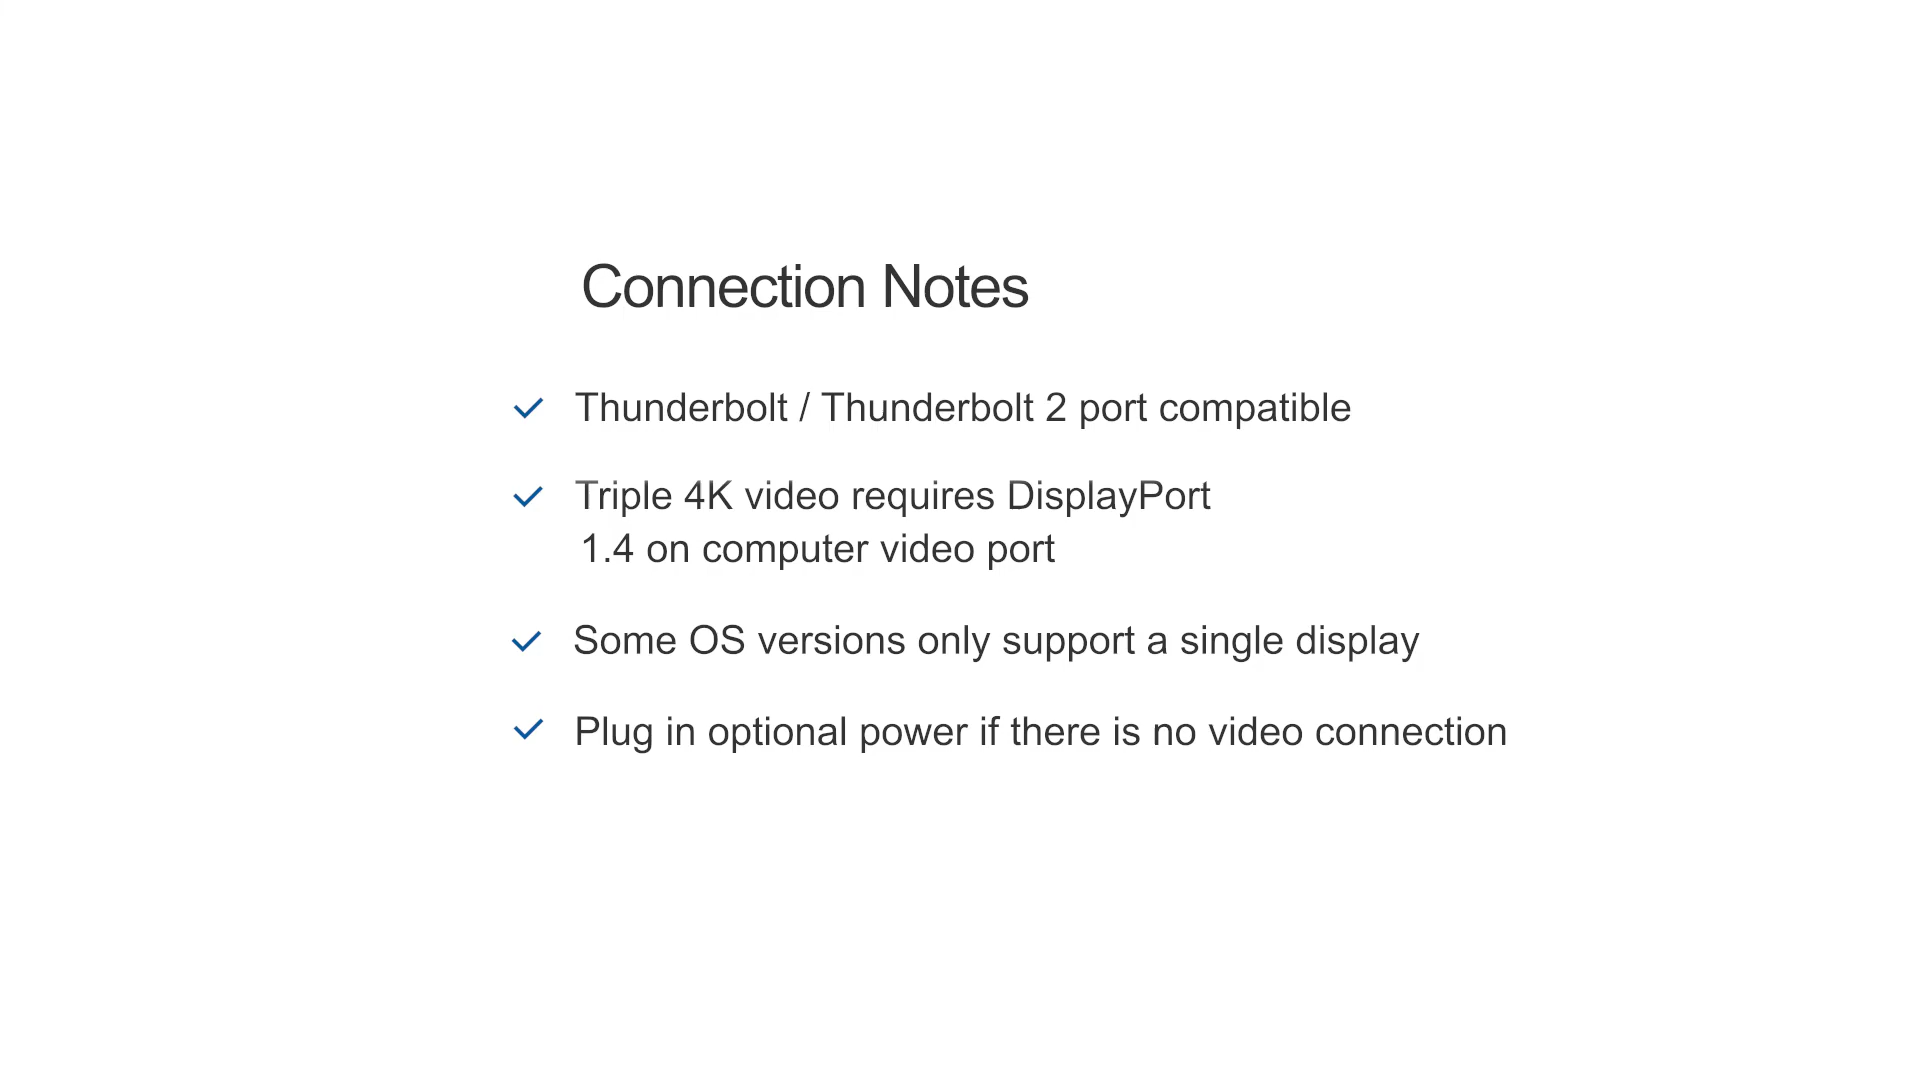 Connection Notes
Thunderbolt / Thunderbolt 2 port compatible
Triple 4K video requires DisplayPort
1.4 on computer video port
Some OS versions only support a single display
Plug in optional power if there is no video connection